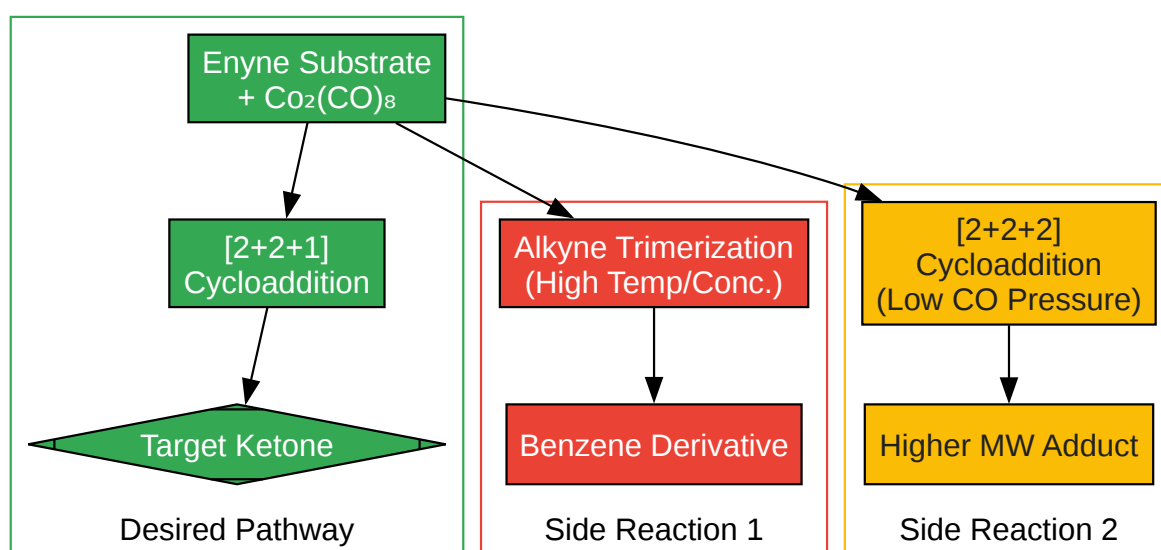 Enyne Substrate
+ Co₂(CO)₈
[2+2+1]
Cycloaddition
Target Ketone
Desired Pathway
Alkyne Trimerization
(High Temp/Conc.)
Benzene Derivative
Side Reaction 1
[2+2+2]
Cycloaddition
(Low CO Pressure)
Higher MW Adduct
Side Reaction 2